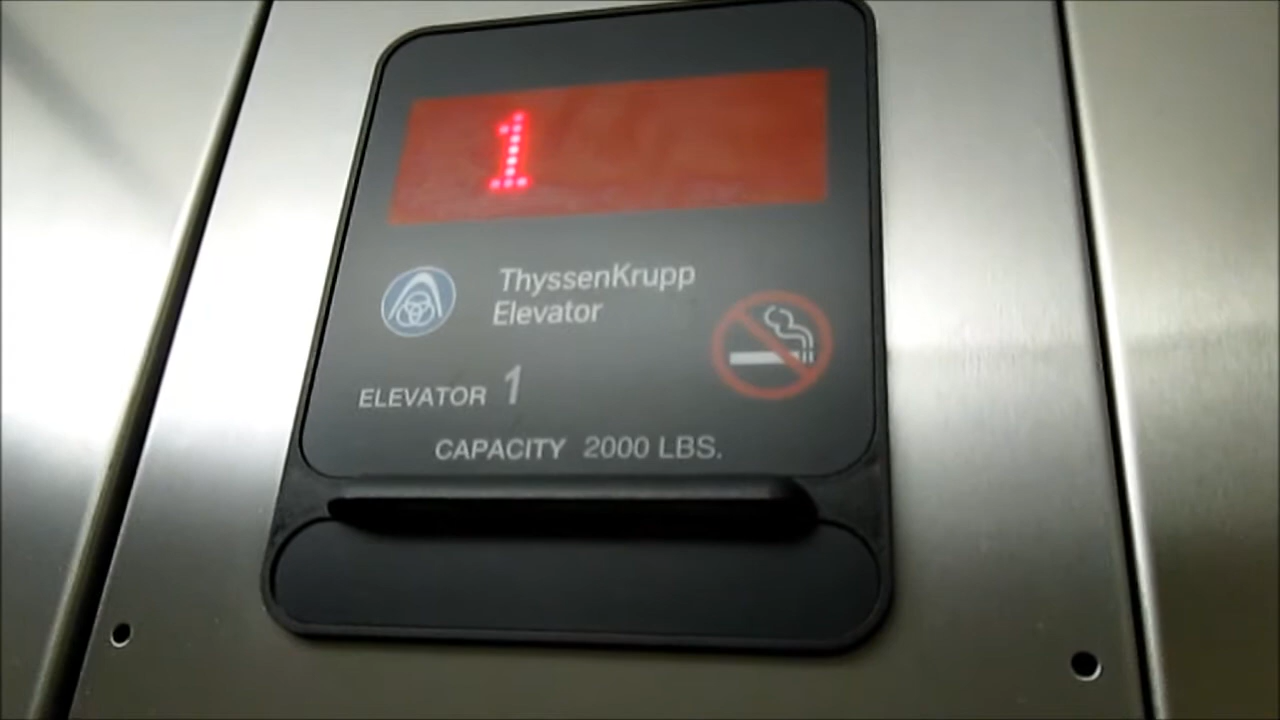 1
ThyssenKrupp
Elevator
ELEVATOR 1
CAPACITY 2000 LBS.